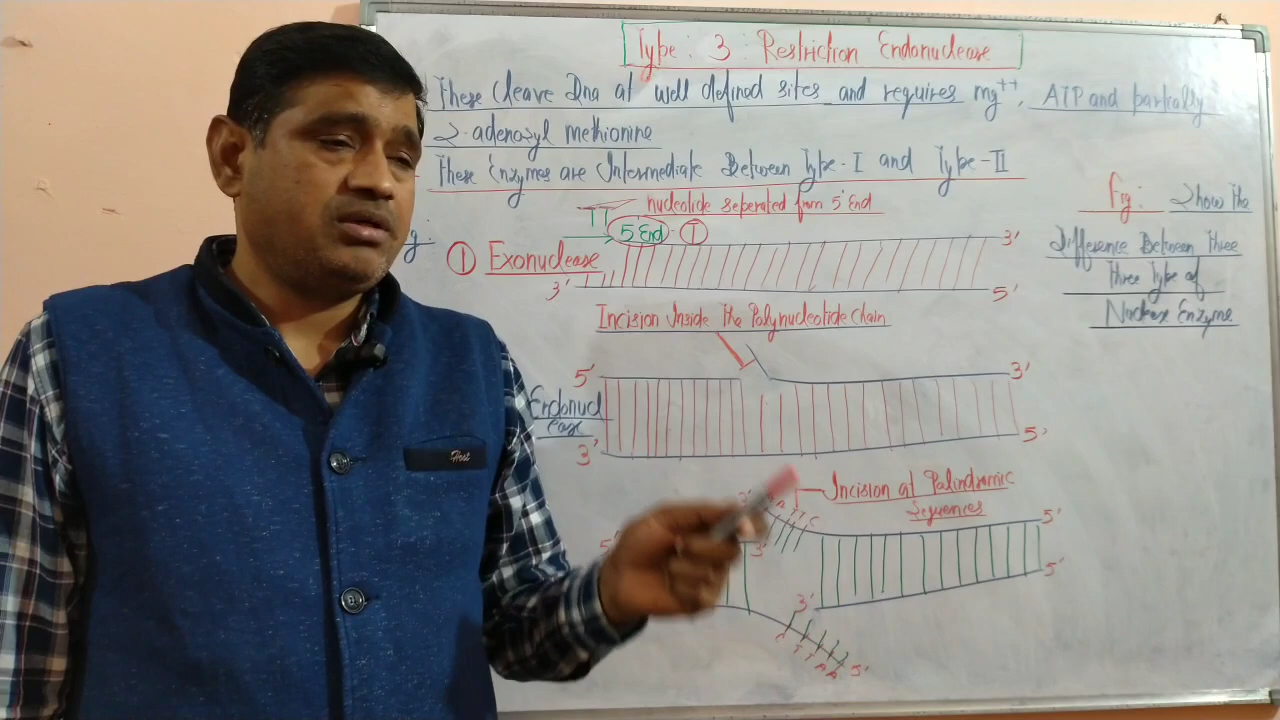 Type : 3 : Restriction Endonuclease
These Cleave Dna at well defined sites and requires mg++, ATP and partially
S-adenosyl methionine
These Enzymes are Intermediate Between Type-I and Type-II
nucleotide seperated from 5' End
5' End
① Exonuclease
3'
3'
5'
Fig: Show the
Difference Between Three
Three Type of
Nuclease Enzyme
Incision Inside the Polynucleotide chain
5'
3'
Endonuclease
3'
5'
Incision at Palindromic
Sequences
3'
5'
5'
3'
3'
5'
5'
Host